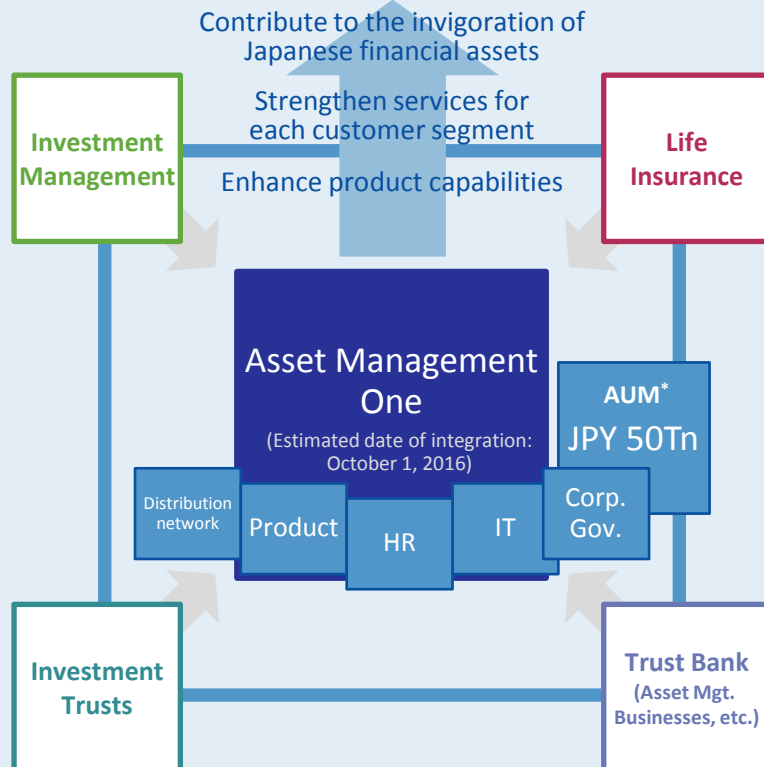 Contribute to the invigoration of
Japanese financial assets
Strengthen services for
each customer segment
Enhance product capabilities
Investment
Management
Life
Insurance
Asset Management
One
(Estimated date of integration:
October 1, 2016)
AUM*
JPY 50Tn
Distribution
network
Product
HR
IT
Corp.
Gov.
Investment
Trusts
Trust Bank
(Asset Mgt.
Businesses, etc.)